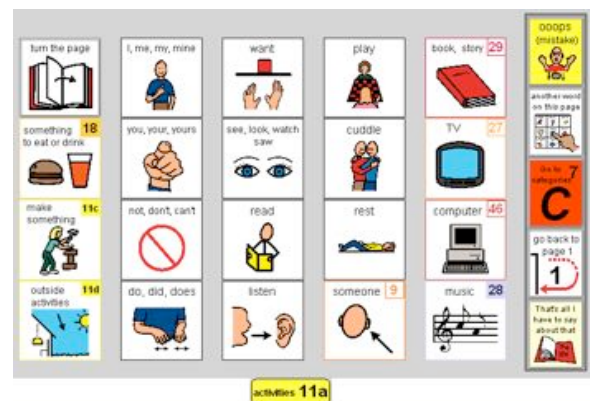 turn the page
I, me, my, mine
want
play
book, story 29
ooops
(mistake)
another word
on this page
something 18
to eat or drink
you, your, yours
see, look, watch
saw
cuddle
TV 27
Go to 7
categories
C
make 11c
something
not, don't, can't
read
rest
computer 46
go back to
page 1
1
outside 11d
activities
do, did, does
listen
someone 9
music 28
That's all I
have to say
about that
activities 11a